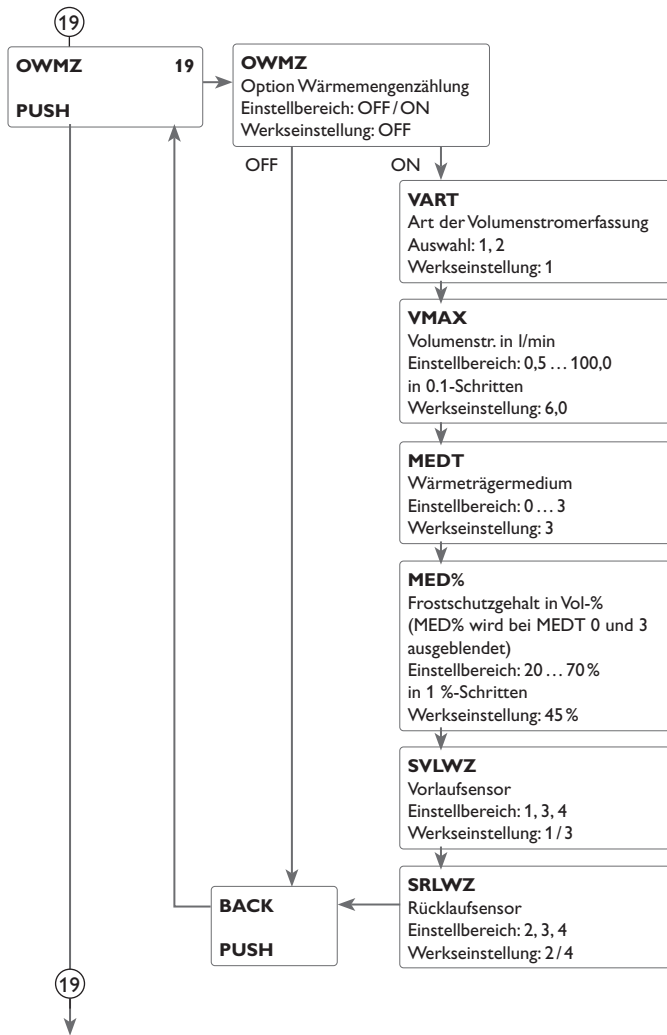 19
OWMZ 19
PUSH
OWMZ
Option Wärmemengenzählung
Einstellbereich: OFF/ON
Werkseinstellung: OFF
OFF
ON
VART
Art der Volumenstromerfassung
Auswahl: 1, 2
Werkseinstellung: 1
VMAX
Volumenstr. in l/min
Einstellbereich: 0,5 ... 100,0
in 0.1-Schritten
Werkseinstellung: 6,0
MEDT
Wärmeträgermedium
Einstellbereich: 0 ... 3
Werkseinstellung: 3
MED%
Frostschutzgehalt in Vol-%
(MED% wird bei MEDT 0 und 3
ausgeblendet)
Einstellbereich: 20 ... 70 %
in 1 %-Schritten
Werkseinstellung: 45 %
SVLWZ
Vorlaufsensor
Einstellbereich: 1, 3, 4
Werkseinstellung: 1/3
SRLWZ
Rücklaufsensor
Einstellbereich: 2, 3, 4
Werkseinstellung: 2/4
BACK
PUSH
19